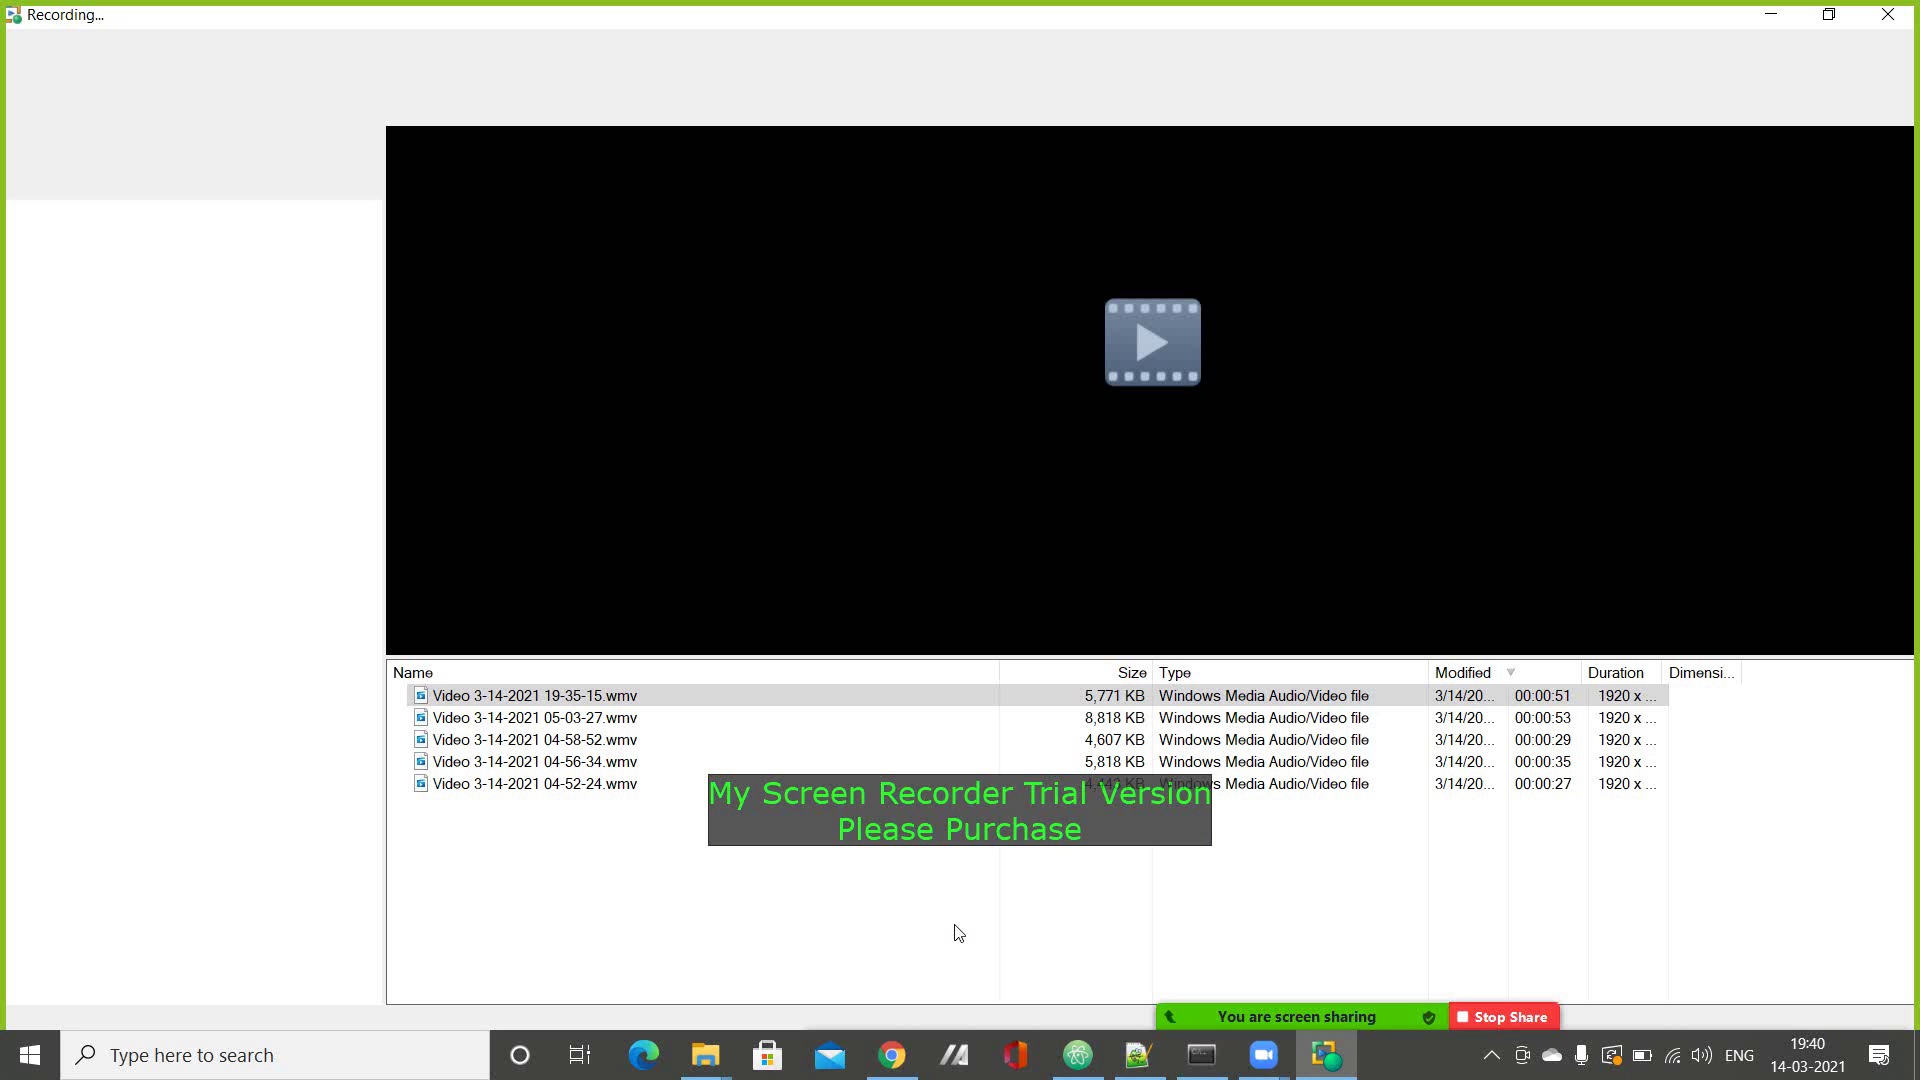 Recording...
Name Size Type Modified Duration Dimensi...
Video 3-14-2021 19-35-15.wmv 5,771 KB Windows Media Audio/Video file 3/14/20... 00:00:51 1920 x ...
Video 3-14-2021 05-03-27.wmv 8,818 KB Windows Media Audio/Video file 3/14/20... 00:00:53 1920 x ...
Video 3-14-2021 04-58-52.wmv 4,607 KB Windows Media Audio/Video file 3/14/20... 00:00:29 1920 x ...
Video 3-14-2021 04-56-34.wmv 5,818 KB Windows Media Audio/Video file 3/14/20... 00:00:35 1920 x ...
Video 3-14-2021 04-52-24.wmv Windows Media Audio/Video file 3/14/20... 00:00:27 1920 x ...
My Screen Recorder Trial Version
Please Purchase
You are screen sharing Stop Share
Type here to search ENG 19:40
14-03-2021